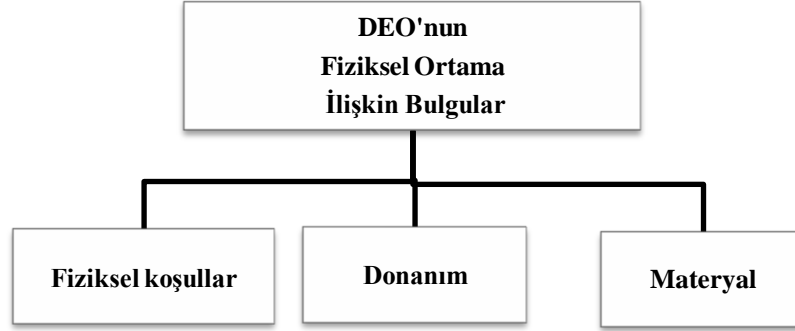 DEO'nun
Fiziksel Ortama
İlişkin Bulgular
Fiziksel koşullar
Donanım
Materyal